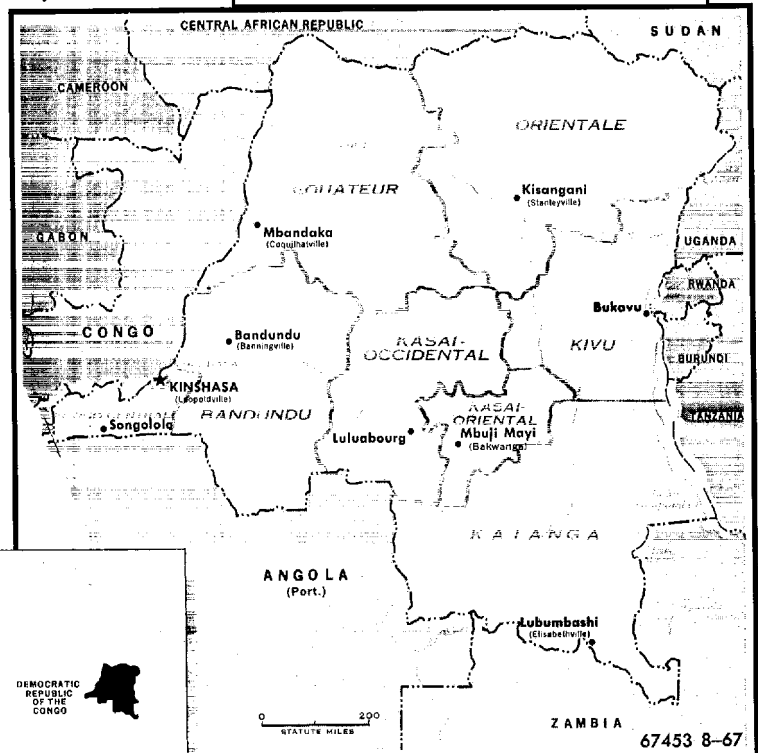 CENTRAL AFRICAN REPUBLIC
SUDAN
CAMEROON
ORIENTALE
EQUATEUR
Kisangani
(Stanleyville)
Mbandaka
(Coquilhatville)
GABON
UGANDA
RWANDA
Bukavu
CONGO
Bandundu
(Banningville)
KASAI-
OCCIDENTAL
KIVU
BURUNDI
KINSHASA
(Leopoldville)
BANDUNDU
KASAI-
ORIENTAL
TANZANIA
Songololo
Luluabourg
Mbuji Mayi
(Bakwanga)
KATANGA
ANGOLA
(Port.)
Lubumbashi
(Elisabethville)
DEMOCRATIC
REPUBLIC
OF THE
CONGO
0 200
STATUTE MILES
ZAMBIA
67453 8-67